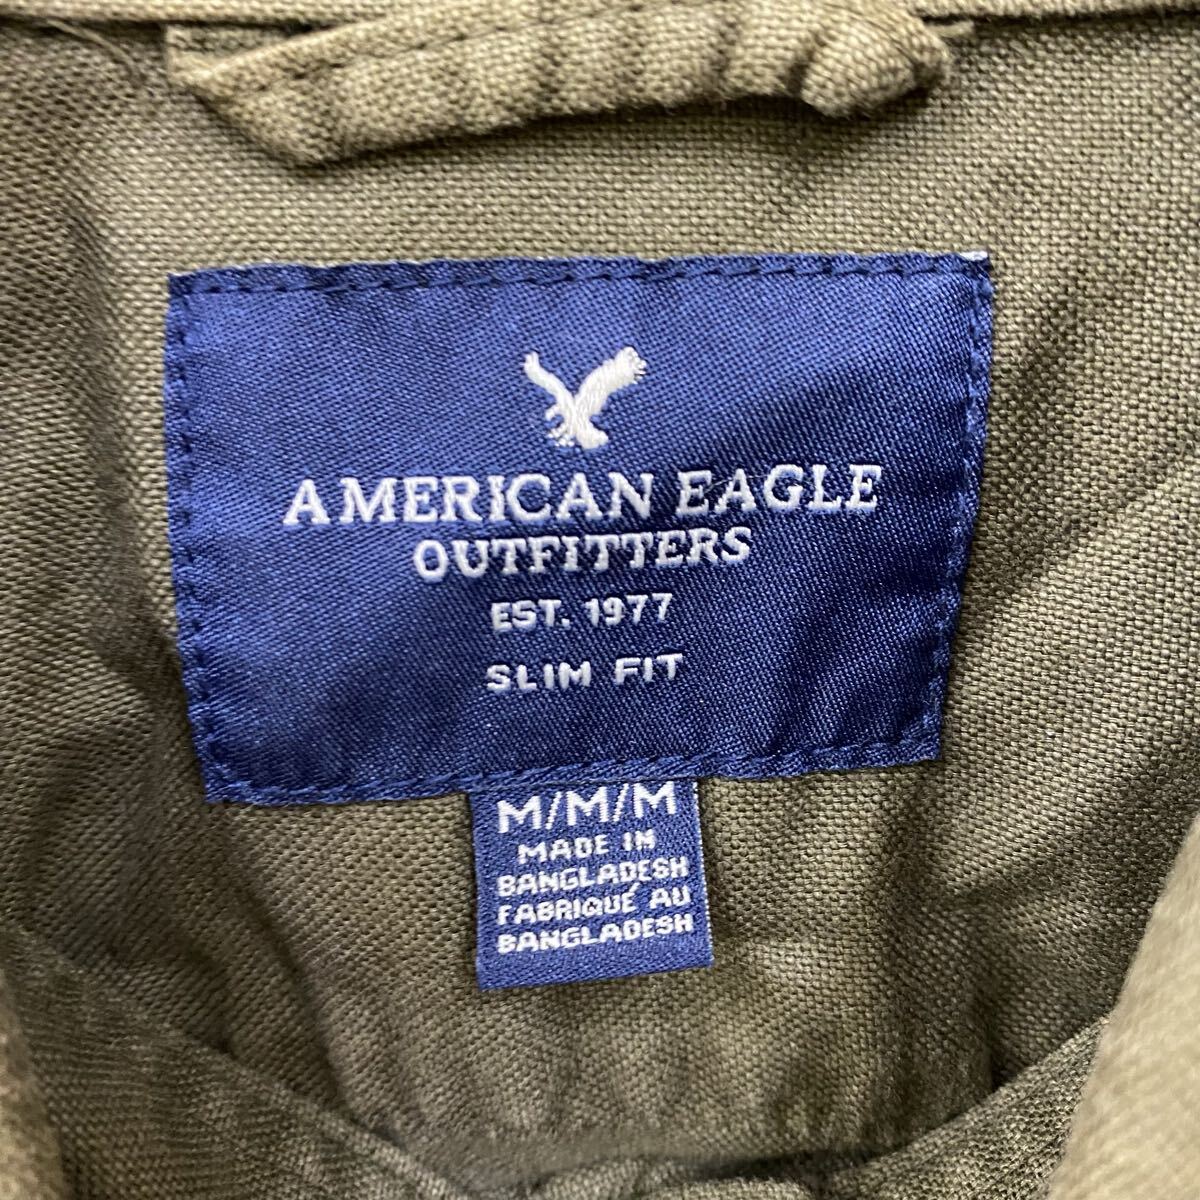 AMERICAN EAGLE
OUTFITTERS
EST. 1977
SLIM FIT
M/M/M
MADE IN
BANGLADESH
FABRIQUÉ AU
BANGLADESH